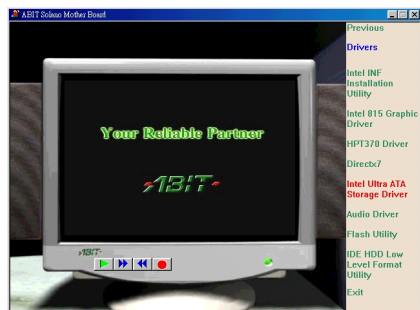 ABIT Solano Mother Board
Previous
Drivers
Intel INF
Installation
Utility
Intel 815 Graphic
Driver
HPT370 Driver
Directx7
Intel Ultra ATA
Storage Driver
Audio Driver
Flash Utility
IDE HDD Low
Level Format
Utility
Exit
Your Reliable Partner
ABIT
ABIT